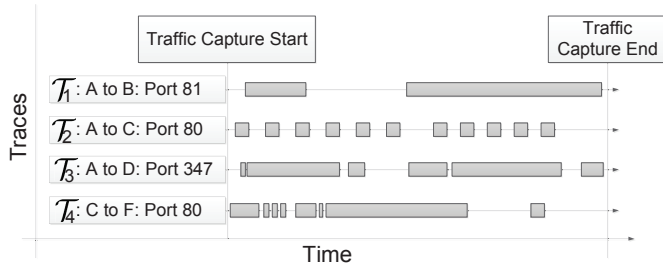 Traffic Capture Start
Traffic
Capture End
Traces
T1: A to B: Port 81
T2: A to C: Port 80
T3: A to D: Port 347
T4: C to F: Port 80
Time